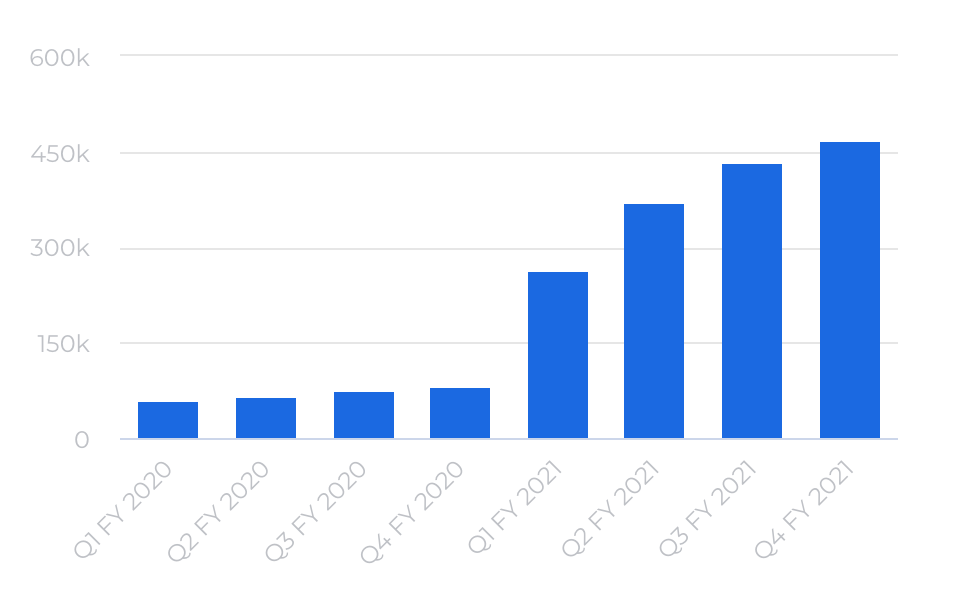 600k
450k
300k
150k
0
Q1 FY 2020
Q2 FY 2020
Q3 FY 2020
Q4 FY 2020
Q1 FY 2021
Q2 FY 2021
Q3 FY 2021
Q4 FY 2021